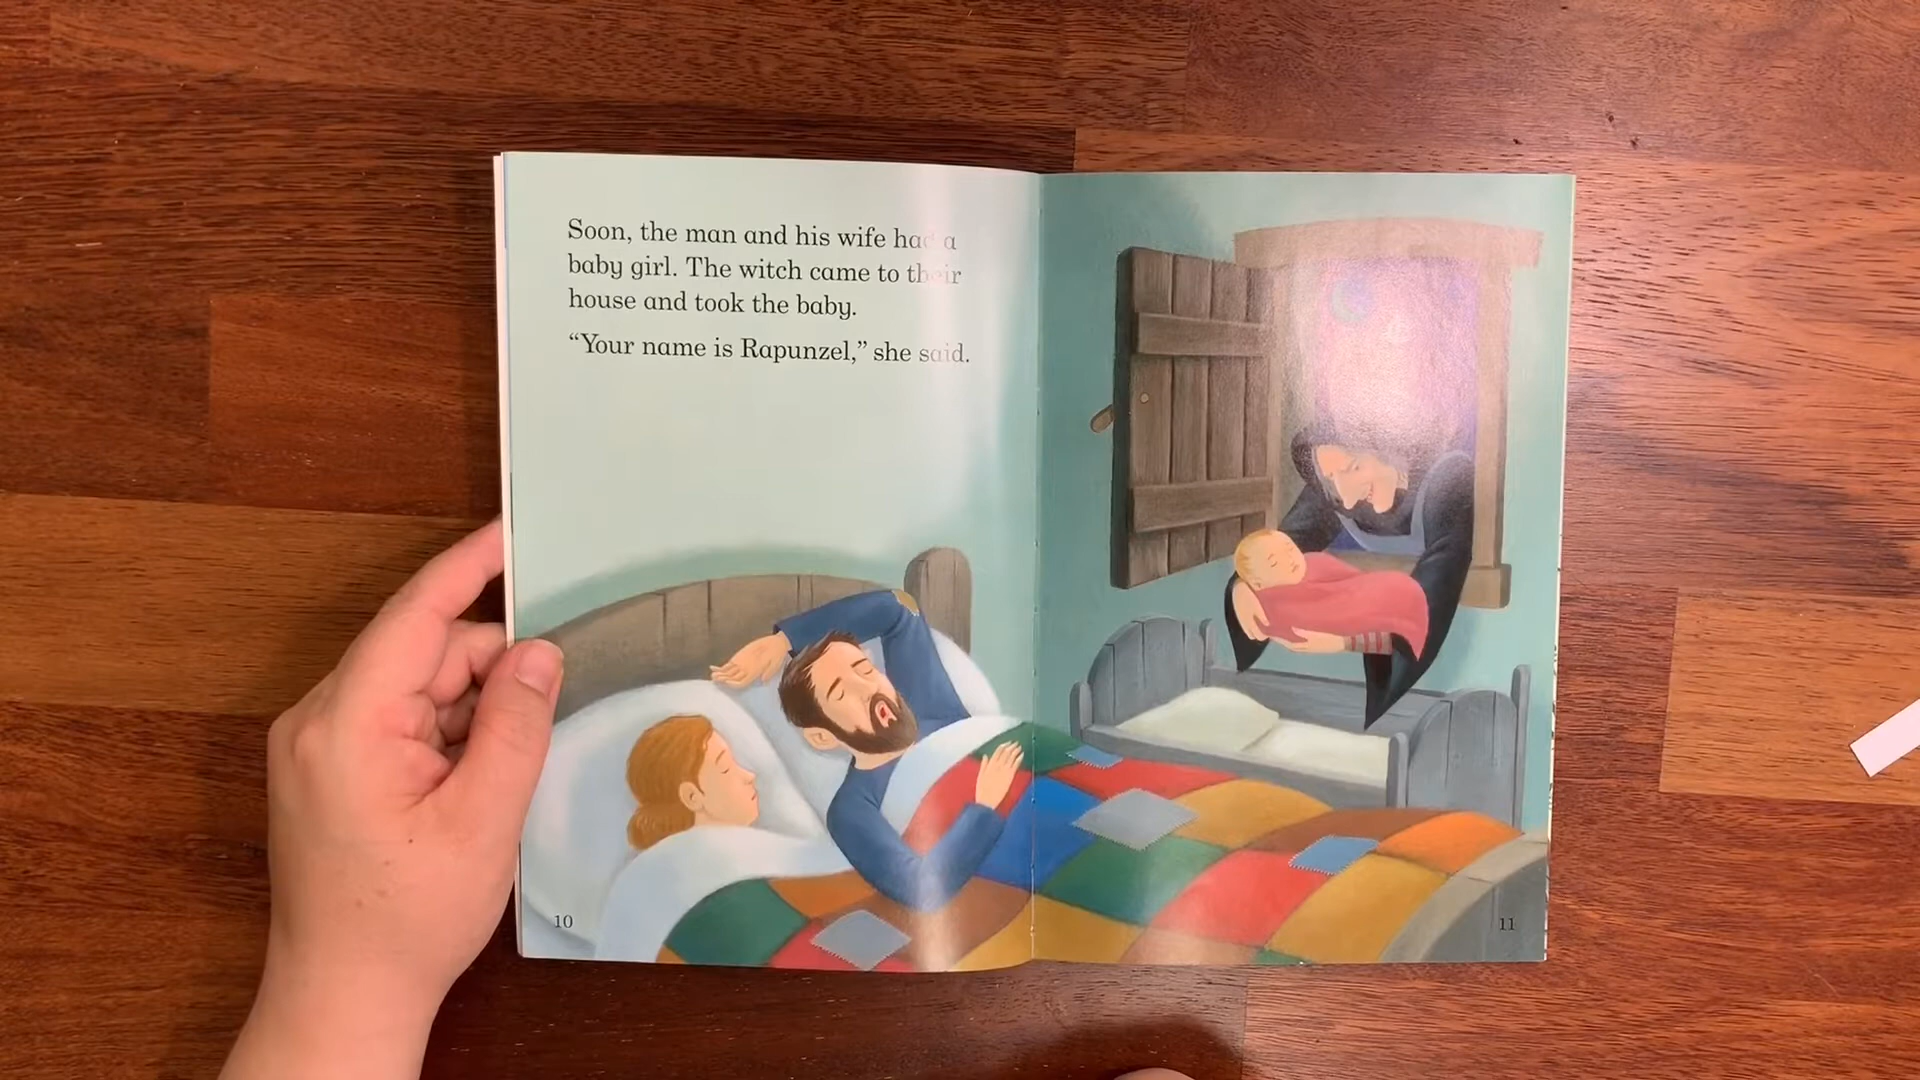 Soon, the man and his wife had a
baby girl. The witch came to their
house and took the baby.
“Your name is Rapunzel,” she said.
10
11